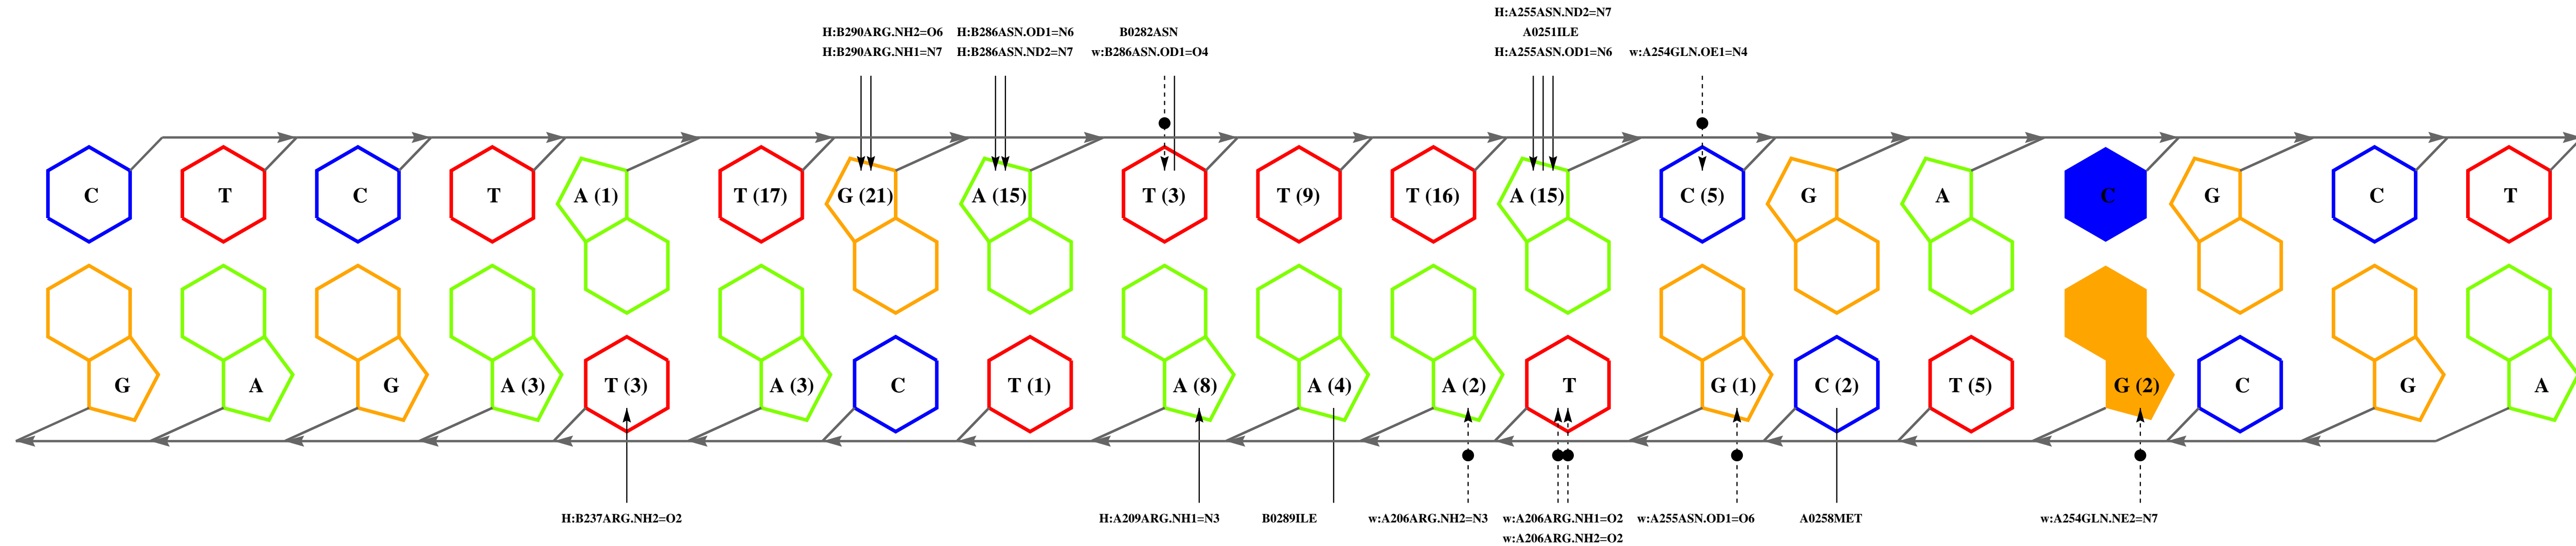 H:A255ASN.ND2=N7
H:B290ARG.NH2=O6 H:B286ASN.OD1=N6 B0282ASN A0251ILE
H:B290ARG.NH1=N7 H:B286ASN.ND2=N7 w:B286ASN.OD1=O4 H:A255ASN.OD1=N6 w:A254GLN.OE1=N4
C T C T A (1) T (17) G (21) A (15) T (3) T (9) T (16) A (15) C (5) G A C G C T
G A G A (3) T (3) A (3) C T (1) A (8) A (4) A (2) T G (1) C (2) T (5) G (2) C G A
H:B237ARG.NH2=O2 H:A209ARG.NH1=N3 B0289ILE w:A206ARG.NH2=N3 w:A206ARG.NH1=O2 w:A255ASN.OD1=O6 A0258MET w:A254GLN.NE2=N7
w:A206ARG.NH2=O2